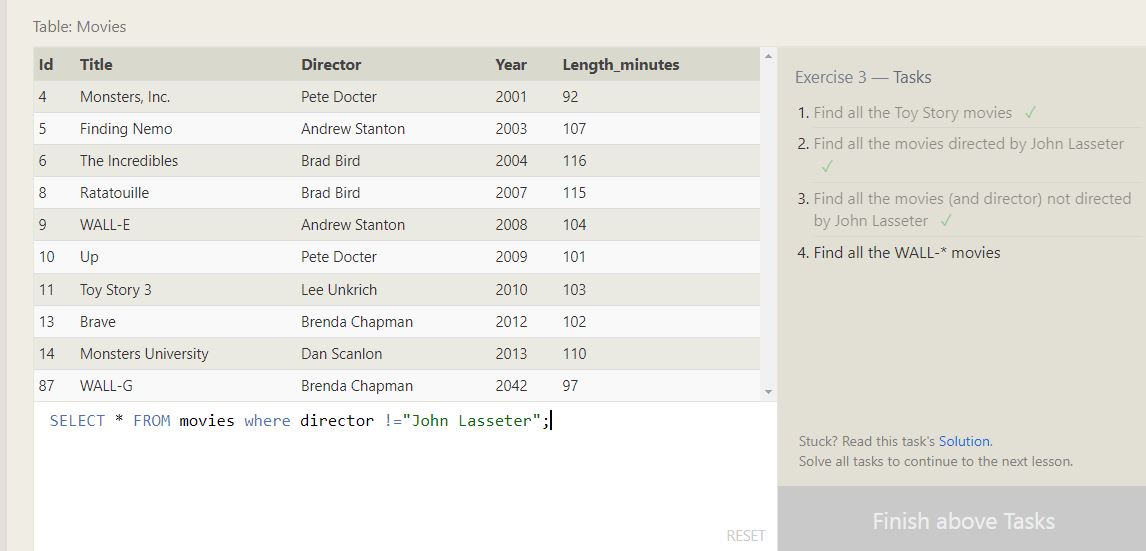 Table: Movies
Id Title Director Year Length_minutes
4 Monsters, Inc. Pete Docter 2001 92
5 Finding Nemo Andrew Stanton 2003 107
6 The Incredibles Brad Bird 2004 116
8 Ratatouille Brad Bird 2007 115
9 WALL-E Andrew Stanton 2008 104
10 Up Pete Docter 2009 101
11 Toy Story 3 Lee Unkrich 2010 103
13 Brave Brenda Chapman 2012 102
14 Monsters University Dan Scanlon 2013 110
87 WALL-G Brenda Chapman 2042 97
SELECT * FROM movies where director !="John Lasseter";
RESET
Exercise 3 — Tasks
1. Find all the Toy Story movies ✓
2. Find all the movies directed by John Lasseter
✓
3. Find all the movies (and director) not directed
by John Lasseter ✓
4. Find all the WALL-* movies
Stuck? Read this task's Solution.
Solve all tasks to continue to the next lesson.
Finish above Tasks